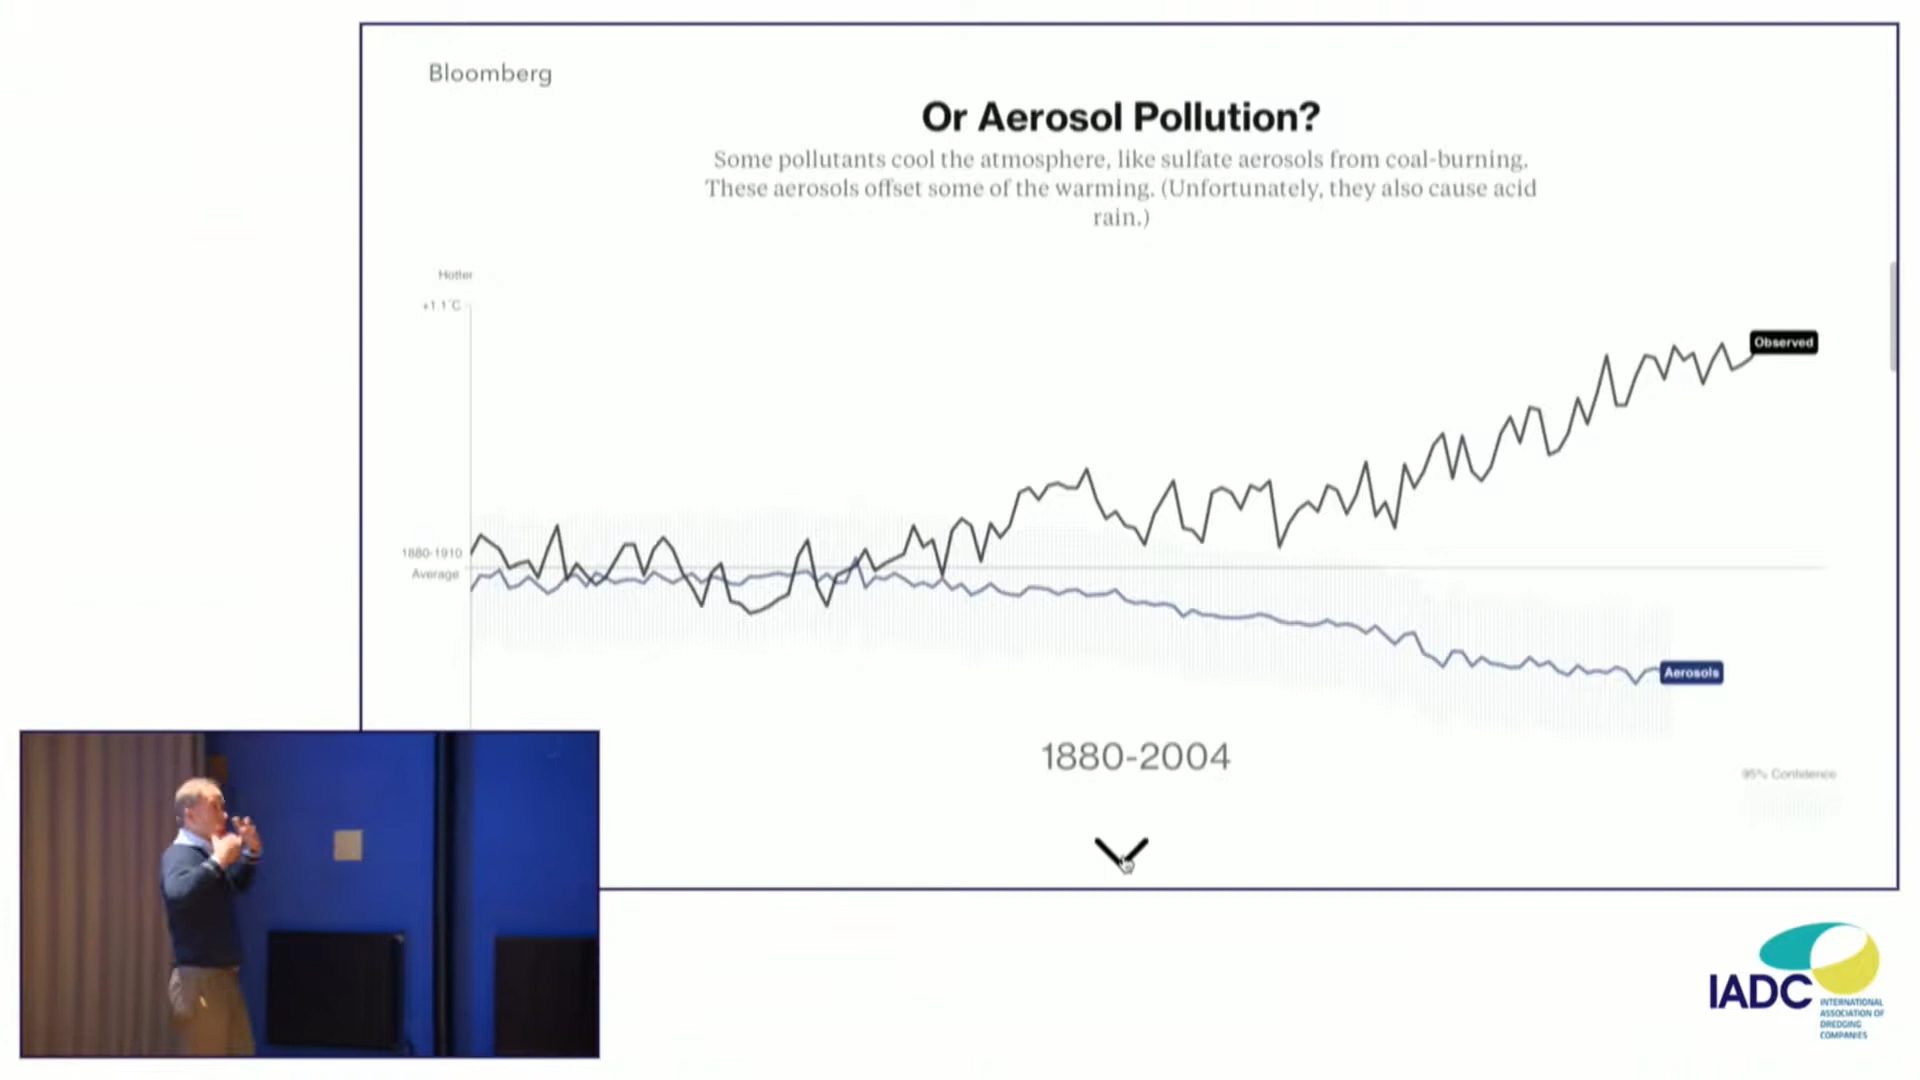 Bloomberg
Or Aerosol Pollution?
Some pollutants cool the atmosphere, like sulfate aerosols from coal-burning.
These aerosols offset some of the warming. (Unfortunately, they also cause acid
rain.)
Hotter
+1.1°C
Observed
1880-1910
Average
Aerosols
1880-2004
95% Confidence
IADC
INTERNATIONAL
ASSOCIATION OF
DREDGING
COMPANIES